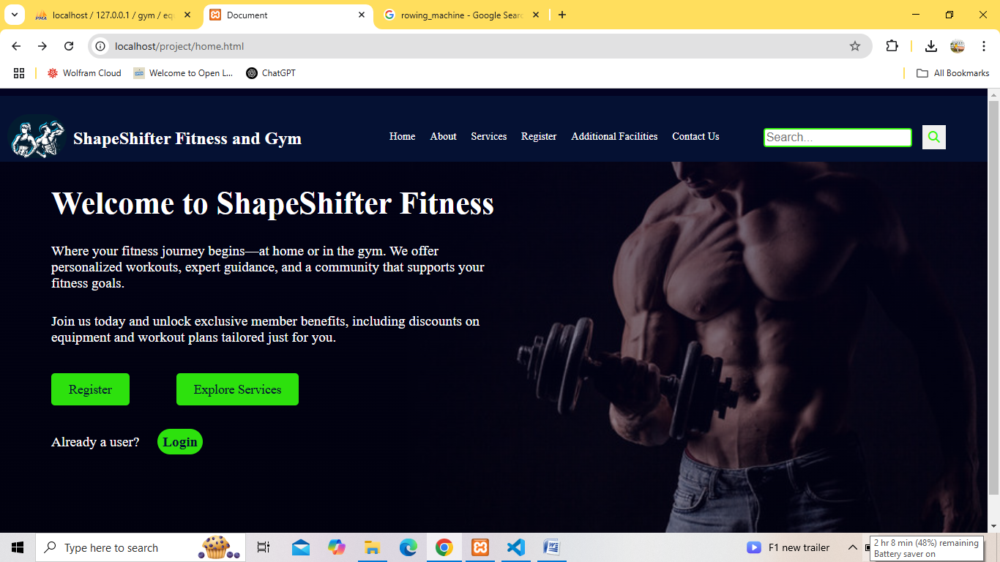 localhost / 127.0.0.1 / gym / eq
Document
rowing_machine - Google Sear
localhost/project/home.html
Wolfram Cloud
Welcome to Open L...
ChatGPT
All Bookmarks
ShapeShifter Fitness and Gym
Home
About
Services
Register
Additional Facilities
Contact Us
Search...
Welcome to ShapeShifter Fitness
Where your fitness journey begins—at home or in the gym. We offer
personalized workouts, expert guidance, and a community that supports your
fitness goals.
Join us today and unlock exclusive member benefits, including discounts on
equipment and workout plans tailored just for you.
Register
Explore Services
Already a user?
Login
Type here to search
F1 new trailer
2 hr 8 min (48%) remaining
Battery saver on